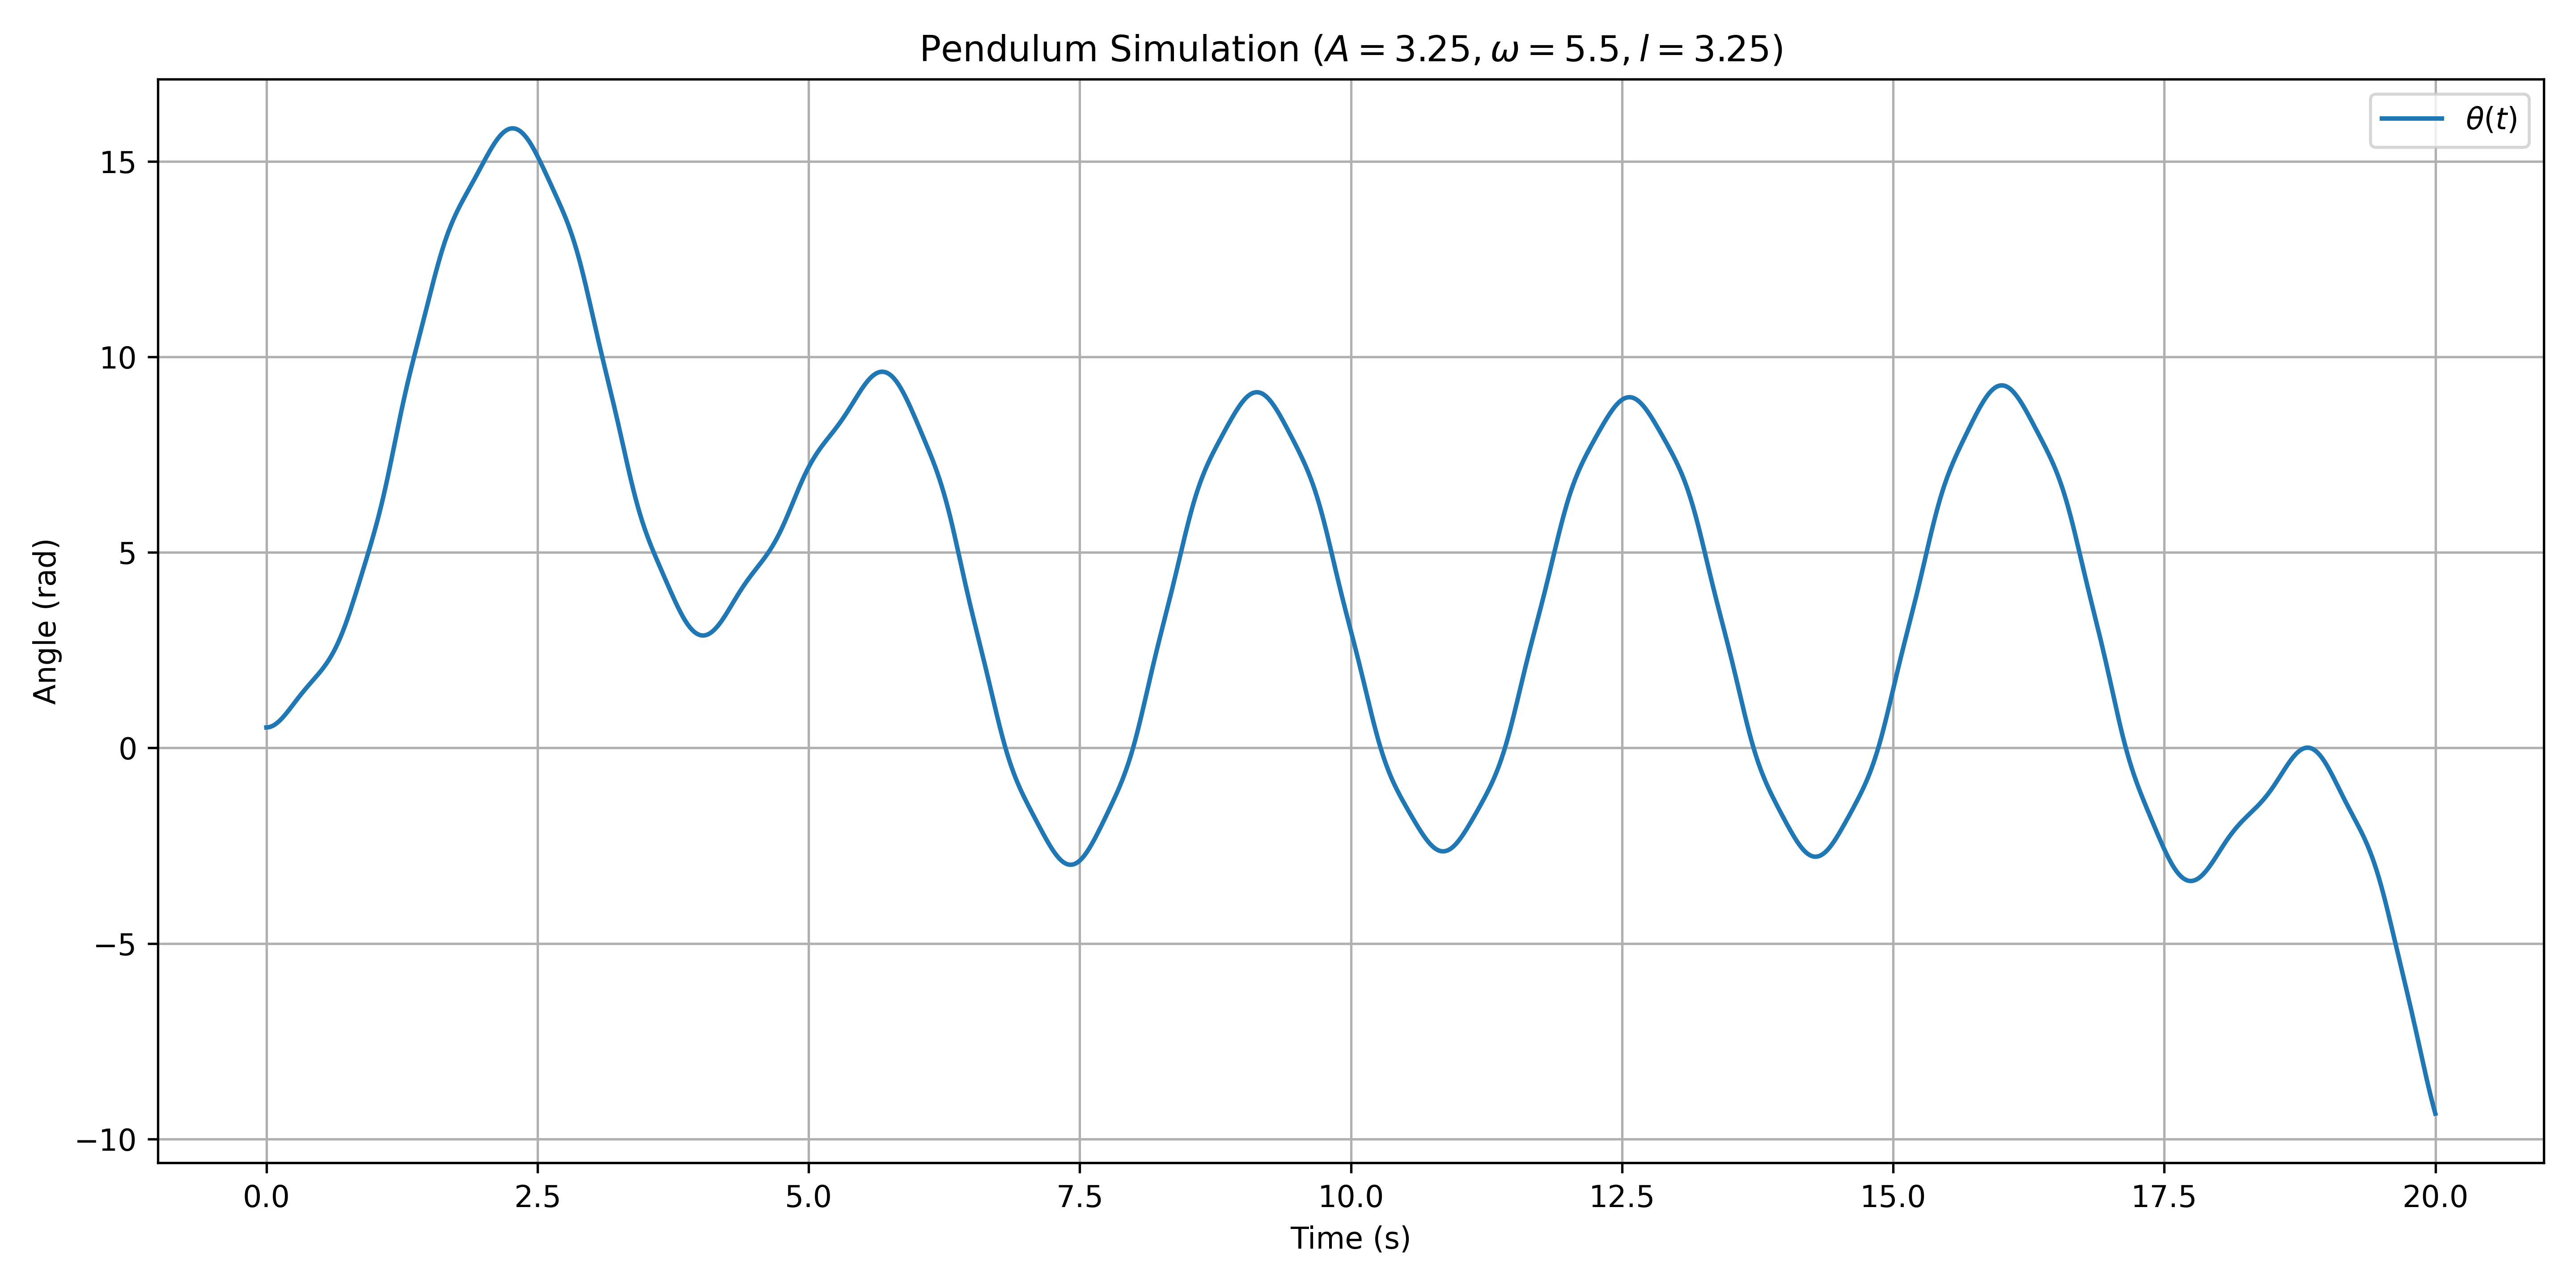 Pendulum Simulation (A = 3.25, ω = 5.5, l = 3.25)
θ(t)
15
10
5
0
−5
−10
Angle (rad)
0.0 2.5 5.0 7.5 10.0 12.5 15.0 17.5 20.0
Time (s)